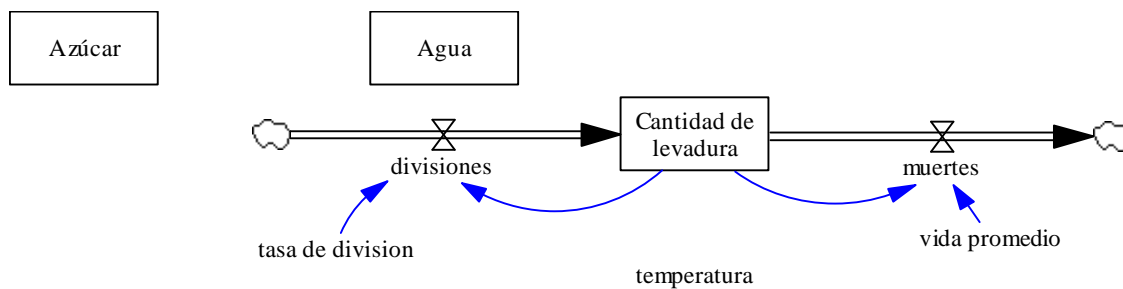 Azúcar
Agua
Cantidad de
levadura
divisiones
muertes
tasa de division
vida promedio
temperatura